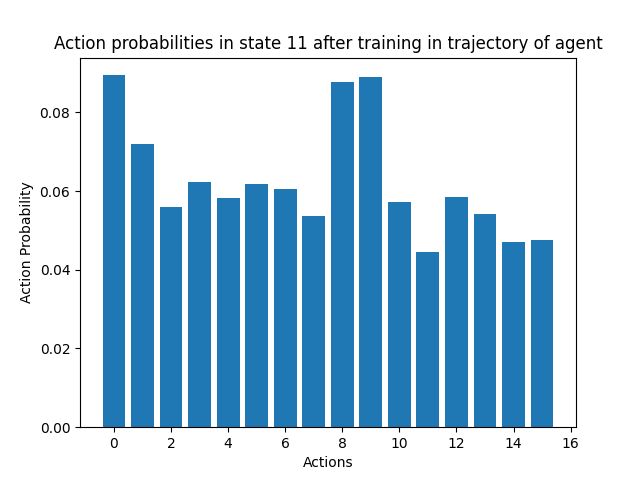 Action probabilities in state 11 after training in trajectory of agent
Action Probability
0.08
0.06
0.04
0.02
0.00
0 2 4 6 8 10 12 14 16
Actions